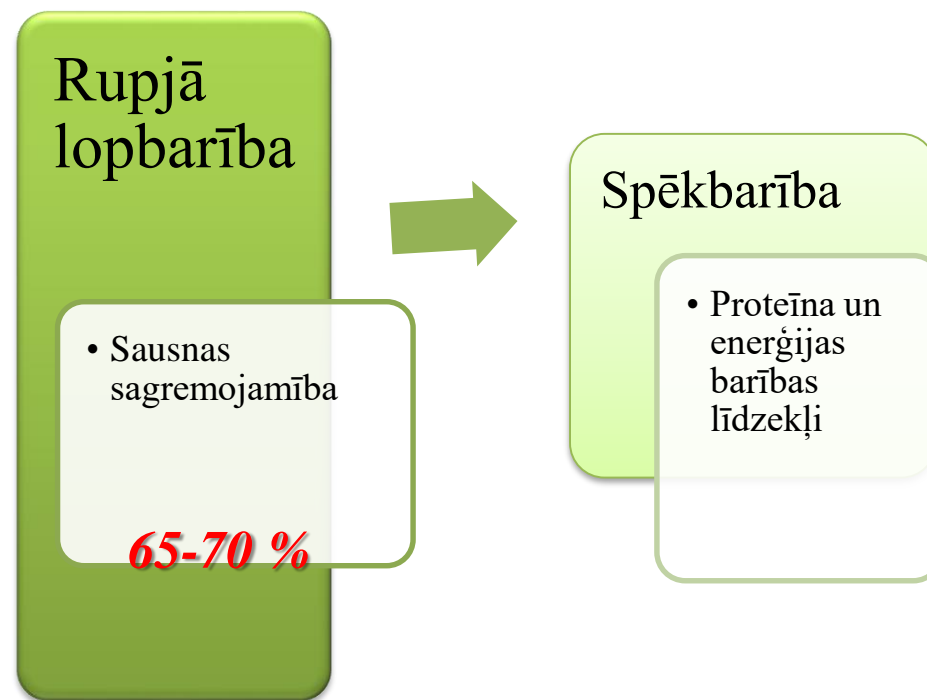 Rupjā
lopbarība
• Sausnas
sagremojamība
65-70 %
Spēkbarība
• Proteīna un
enerģijas
barības
līdzekļi